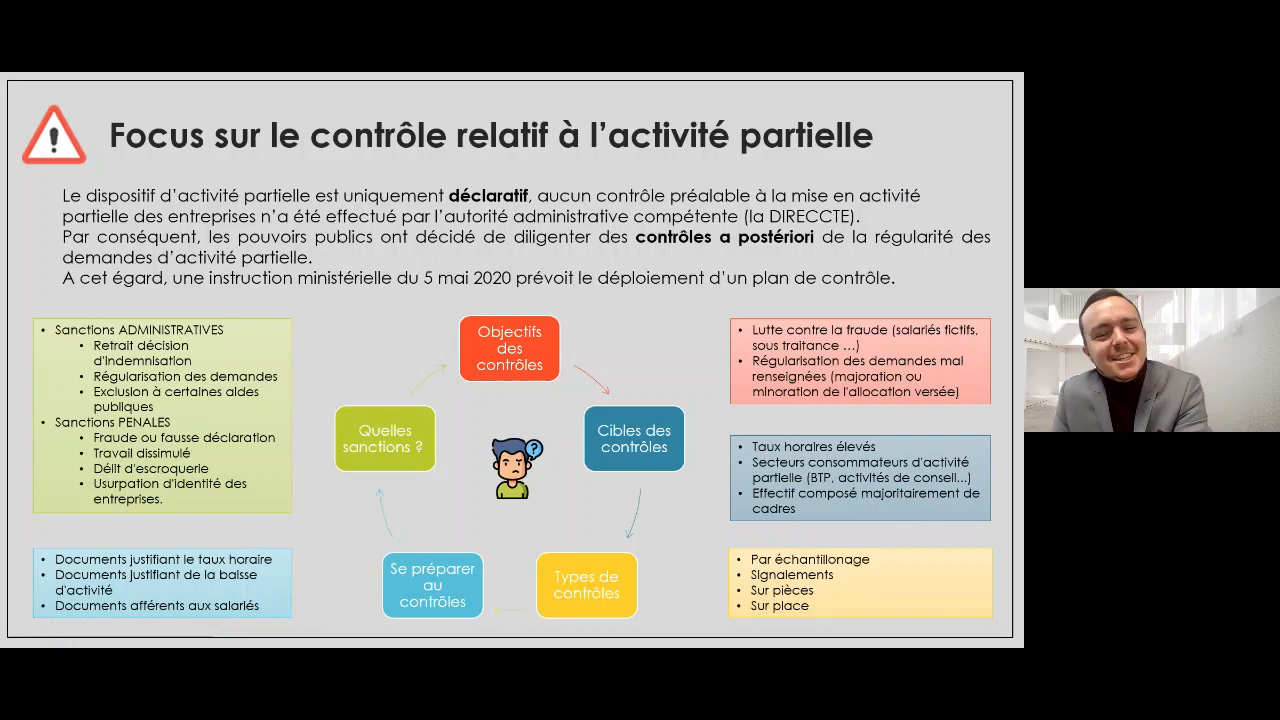 Focus sur le contrôle relatif à l’activité partielle
Le dispositif d’activité partielle est uniquement déclaratif, aucun contrôle préalable à la mise en activité
partielle des entreprises n’a été effectué par l’autorité administrative compétente (la DIRECCTE).
Par conséquent, les pouvoirs publics ont décidé de diligenter des contrôles a postériori de la régularité des
demandes d’activité partielle.
A cet égard, une instruction ministérielle du 5 mai 2020 prévoit le déploiement d’un plan de contrôle.
• Sanctions ADMINISTRATIVES
• Retrait décision
d'indemnisation
• Régularisation des demandes
• Exclusion à certaines aides
publiques
• Sanctions PENALES
• Fraude ou fausse déclaration
• Travail dissimulé
• Délit d'escroquerie
• Usurpation d'identité des
entreprises.
• Documents justifiant le taux horaire
• Documents justifiant de la baisse
d'activité
• Documents afférents aux salariés
Objectifs
des
contrôles
Cibles des
contrôles
Types de
contrôles
Se préparer
au
contrôles
Quelles
sanctions ?
?
• Lutte contre la fraude (salariés fictifs,
sous traitance …)
• Régularisation des demandes mal
renseignées (majoration ou
minoration de l'allocation versée)
• Taux horaires élevés
• Secteurs consommateurs d'activité
partielle (BTP, activités de conseil...)
• Effectif composé majoritairement de
cadres
• Par échantillonage
• Signalements
• Sur pièces
• Sur place